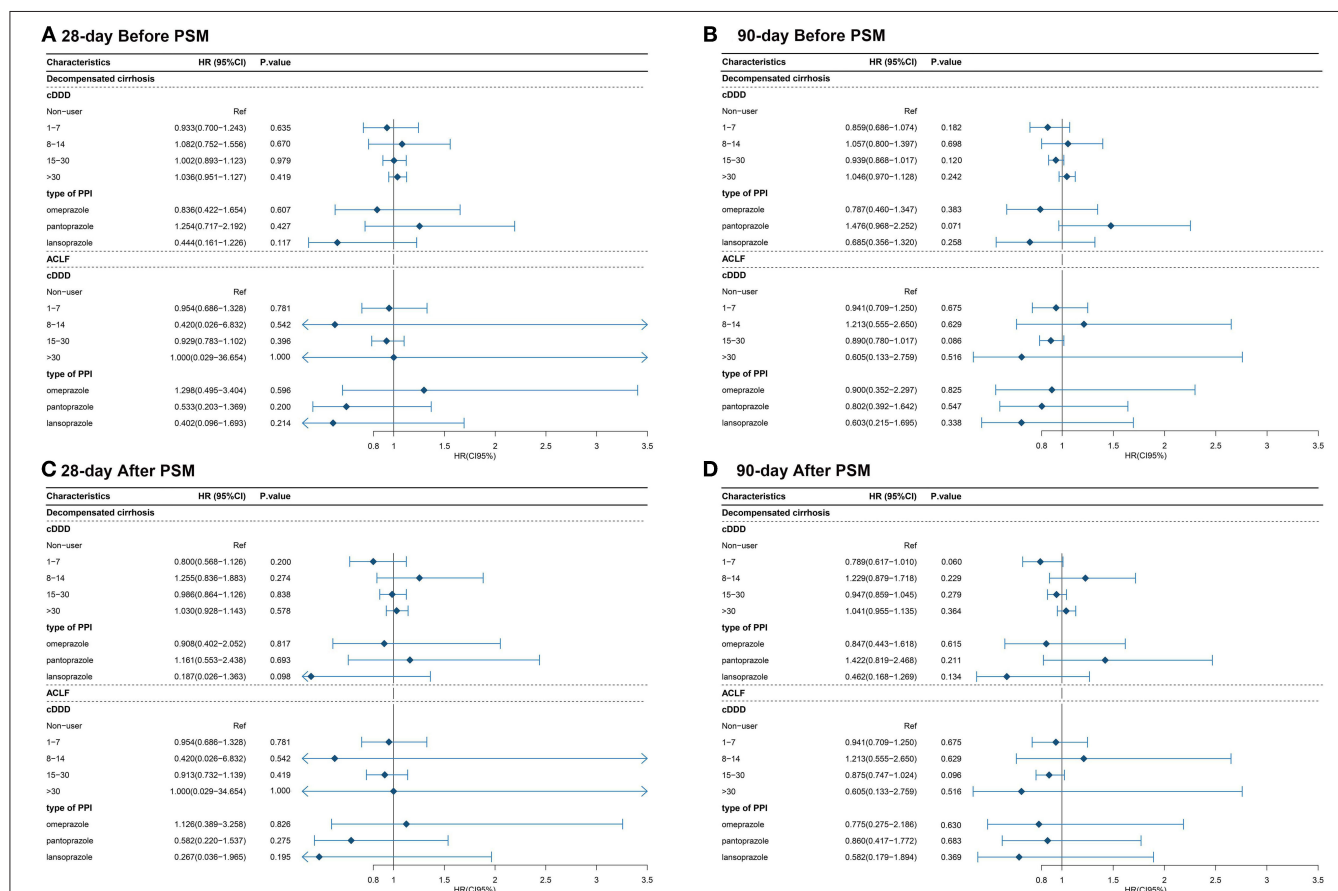 A 28-day Before PSM
Characteristics HR (95%CI) P.value
Decompensated cirrhosis
cDDD
Non−user Ref
1−7 0.933(0.700−1.243) 0.635
8−14 1.082(0.752−1.556) 0.670
15−30 1.002(0.893−1.123) 0.979
>30 1.036(0.951−1.127) 0.419
type of PPI
omeprazole 0.836(0.422−1.654) 0.607
pantoprazole 1.254(0.717−2.192) 0.427
lansoprazole 0.444(0.161−1.226) 0.117
ACLF
cDDD
Non−user Ref
1−7 0.954(0.686−1.328) 0.781
8−14 0.420(0.026−6.832) 0.542
15−30 0.929(0.783−1.102) 0.396
>30 1.000(0.029−36.654) 1.000
type of PPI
omeprazole 1.298(0.495−3.404) 0.596
pantoprazole 0.533(0.203−1.369) 0.200
lansoprazole 0.402(0.096−1.693) 0.214
0.8 1 1.5 2 2.5 3 3.5
HR(CI95%)
B 90-day Before PSM
Characteristics HR (95%CI) P.value
Decompensated cirrhosis
cDDD
Non−user Ref
1−7 0.859(0.686−1.074) 0.182
8−14 1.057(0.800−1.397) 0.698
15−30 0.939(0.868−1.017) 0.120
>30 1.046(0.970−1.128) 0.242
type of PPI
omeprazole 0.787(0.460−1.347) 0.383
pantoprazole 1.476(0.968−2.252) 0.071
lansoprazole 0.685(0.356−1.320) 0.258
ACLF
cDDD
Non−user Ref
1−7 0.941(0.709−1.250) 0.675
8−14 1.213(0.555−2.650) 0.629
15−30 0.890(0.780−1.017) 0.086
>30 0.605(0.133−2.759) 0.516
type of PPI
omeprazole 0.900(0.352−2.297) 0.825
pantoprazole 0.802(0.392−1.642) 0.547
lansoprazole 0.603(0.215−1.695) 0.338
0.8 1 1.5 2 2.5 3 3.5
HR(CI95%)
C 28-day After PSM
Characteristics HR (95%CI) P.value
Decompensated cirrhosis
cDDD
Non−user Ref
1−7 0.800(0.568−1.126) 0.200
8−14 1.255(0.836−1.883) 0.274
15−30 0.986(0.864−1.126) 0.838
>30 1.030(0.928−1.143) 0.578
type of PPI
omeprazole 0.908(0.402−2.052) 0.817
pantoprazole 1.161(0.553−2.438) 0.693
lansoprazole 0.187(0.026−1.363) 0.098
ACLF
cDDD
Non−user Ref
1−7 0.954(0.686−1.328) 0.781
8−14 0.420(0.026−6.832) 0.542
15−30 0.913(0.732−1.139) 0.419
>30 1.000(0.029−34.654) 1.000
type of PPI
omeprazole 1.126(0.389−3.258) 0.826
pantoprazole 0.582(0.220−1.537) 0.275
lansoprazole 0.267(0.036−1.965) 0.195
0.8 1 1.5 2 2.5 3 3.5
HR(CI95%)
D 90-day After PSM
Characteristics HR (95%CI) P.value
Decompensated cirrhosis
cDDD
Non−user Ref
1−7 0.789(0.617−1.010) 0.060
8−14 1.229(0.879−1.718) 0.229
15−30 0.947(0.859−1.045) 0.279
>30 1.041(0.955−1.135) 0.364
type of PPI
omeprazole 0.847(0.443−1.618) 0.615
pantoprazole 1.422(0.819−2.468) 0.211
lansoprazole 0.462(0.168−1.269) 0.134
ACLF
cDDD
Non−user Ref
1−7 0.941(0.709−1.250) 0.675
8−14 1.213(0.555−2.650) 0.629
15−30 0.875(0.747−1.024) 0.096
>30 0.605(0.133−2.759) 0.516
type of PPI
omeprazole 0.775(0.275−2.186) 0.630
pantoprazole 0.860(0.417−1.772) 0.683
lansoprazole 0.582(0.179−1.894) 0.369
0.8 1 1.5 2 2.5 3 3.5
HR(CI95%)